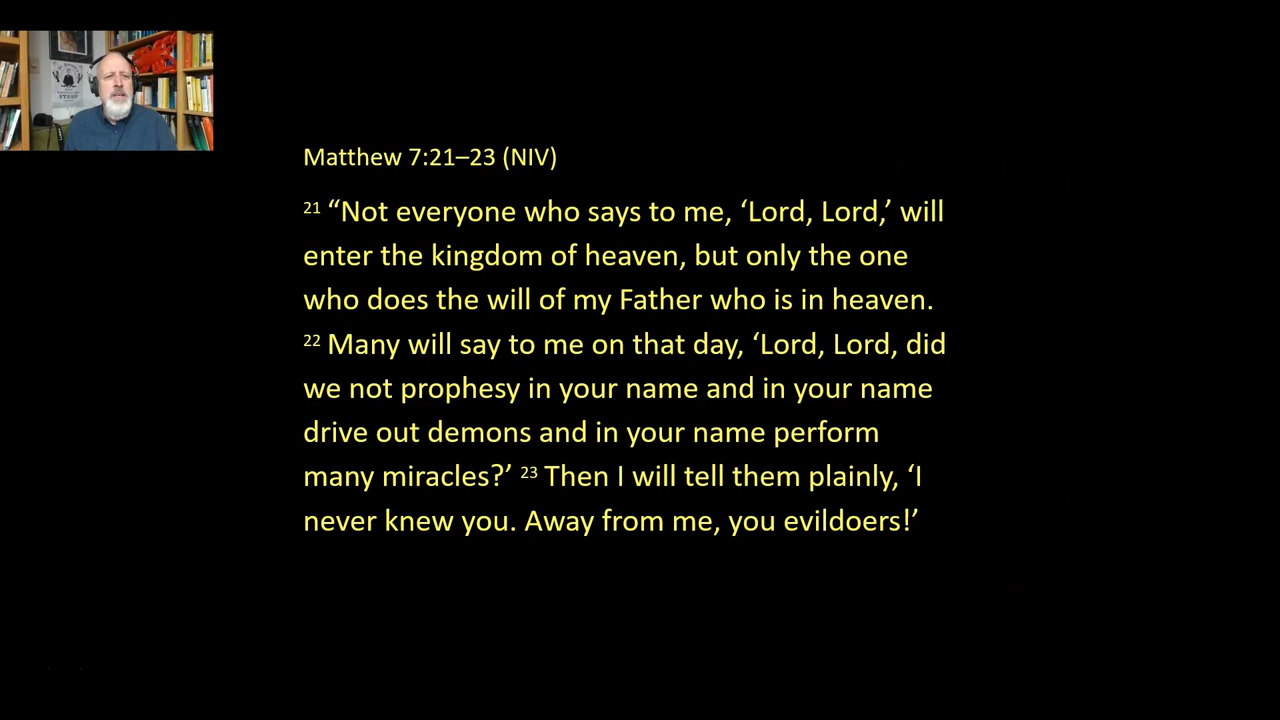 Matthew 7:21–23 (NIV)
21 “Not everyone who says to me, ‘Lord, Lord,’ will
enter the kingdom of heaven, but only the one
who does the will of my Father who is in heaven.
22 Many will say to me on that day, ‘Lord, Lord, did
we not prophesy in your name and in your name
drive out demons and in your name perform
many miracles?’ 23 Then I will tell them plainly, ‘I
never knew you. Away from me, you evildoers!’